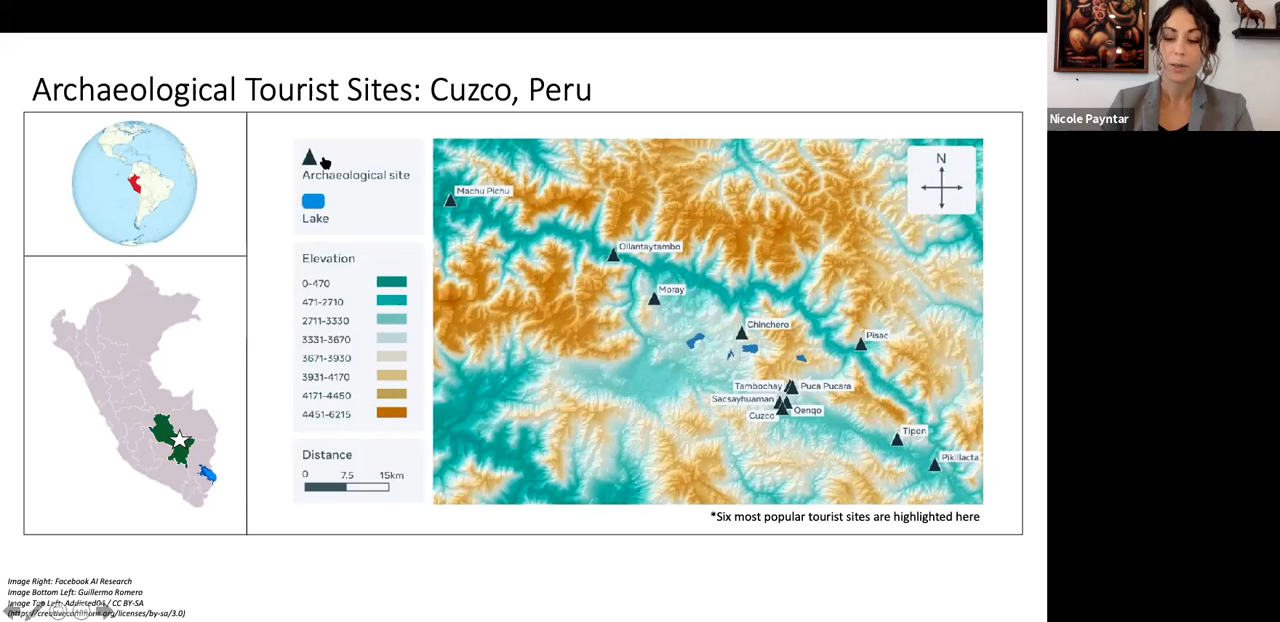 Archaeological Tourist Sites: Cuzco, Peru
Nicole Payntar
Archaeological site
Lake
Elevation
0-470
471-2710
2711-3330
3331-3670
3671-3930
3931-4170
4171-4450
4451-6215
Distance
0 7.5 15km
N
Machu Pichu
Ollantaytambo
Moray
Chinchero
Pisac
Tambochay
Puca Pucara
Sacsayhuaman
Qenqo
Cuzco
Tipon
Pikillacta
*Six most popular tourist sites are highlighted here
Image Right: Facebook AI Research
Image Bottom Left: Guillermo Romero
Image Top Left: Addicted04 / CC BY-SA
(https://creativecommons.org/licenses/by-sa/3.0)